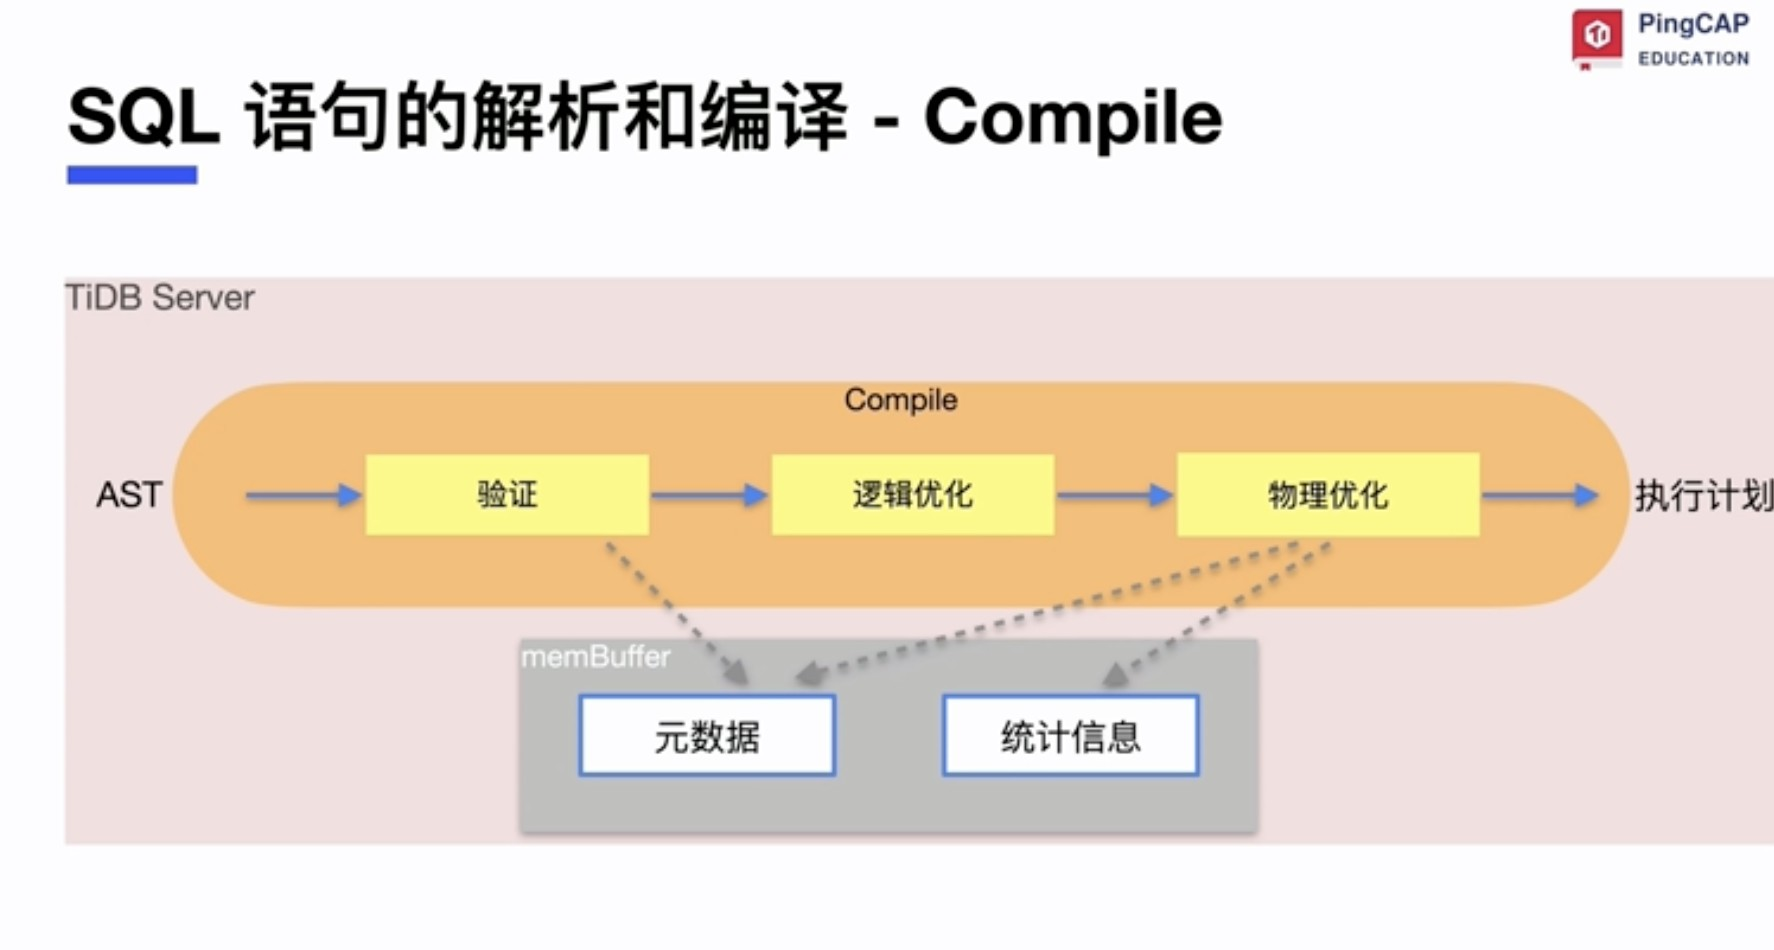 PingCAP
EDUCATION
SQL 语句的解析和编译 - Compile
TiDB Server
Compile
AST
验证
逻辑优化
物理优化
执行计划
memBuffer
元数据
统计信息